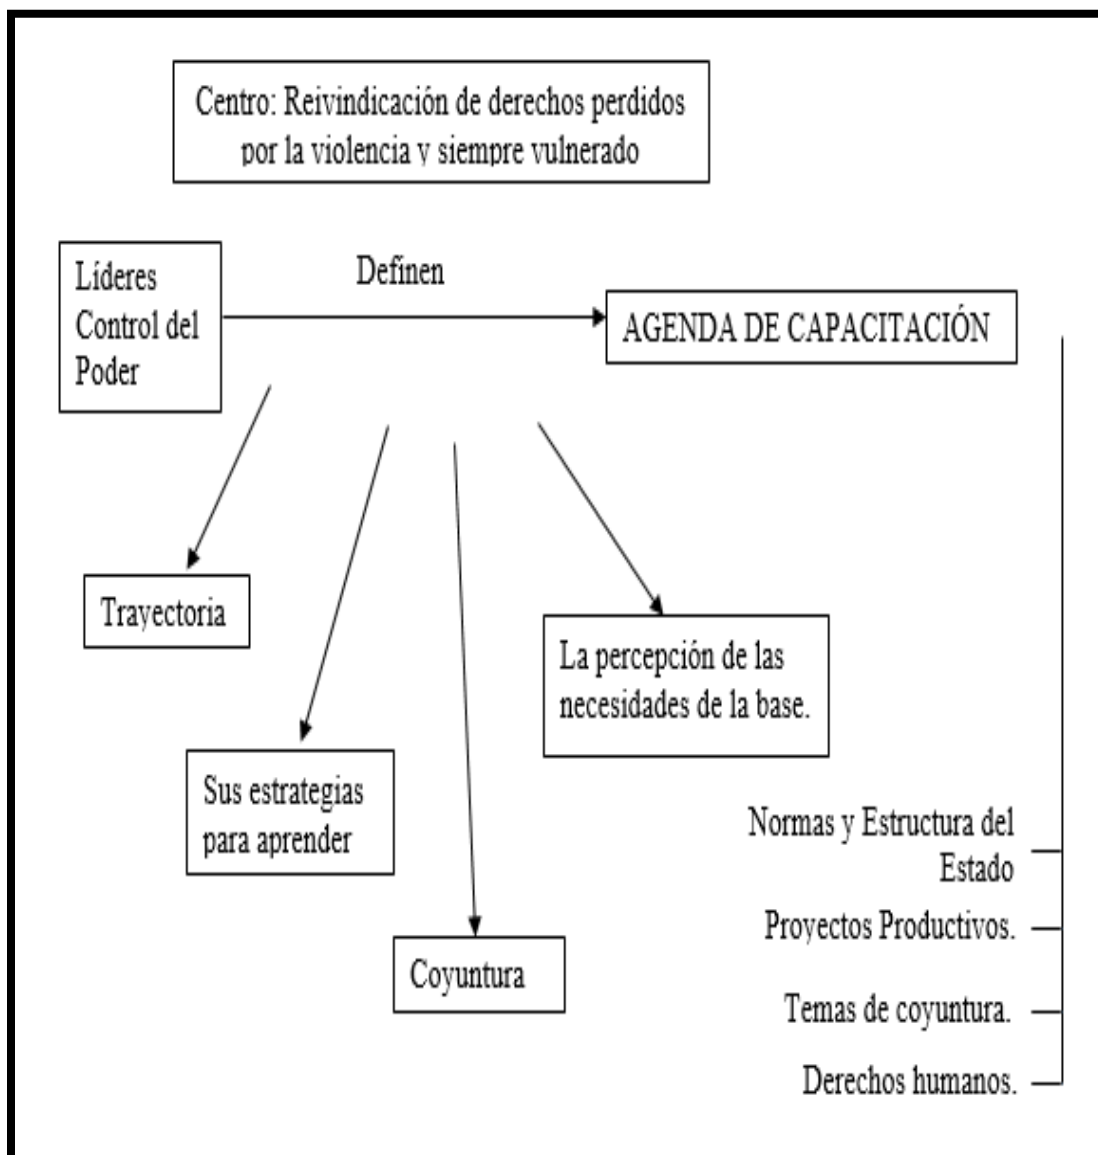 Centro: Reivindicación de derechos perdidos
por la violencia y siempre vulnerado
Líderes
Control del
Poder
Definen
AGENDA DE CAPACITACIÓN
Trayectoria
La percepción de las
necesidades de la base.
Sus estrategias
para aprender
Coyuntura
Normas y Estructura del
Estado
Proyectos Productivos.
Temas de coyuntura.
Derechos humanos.